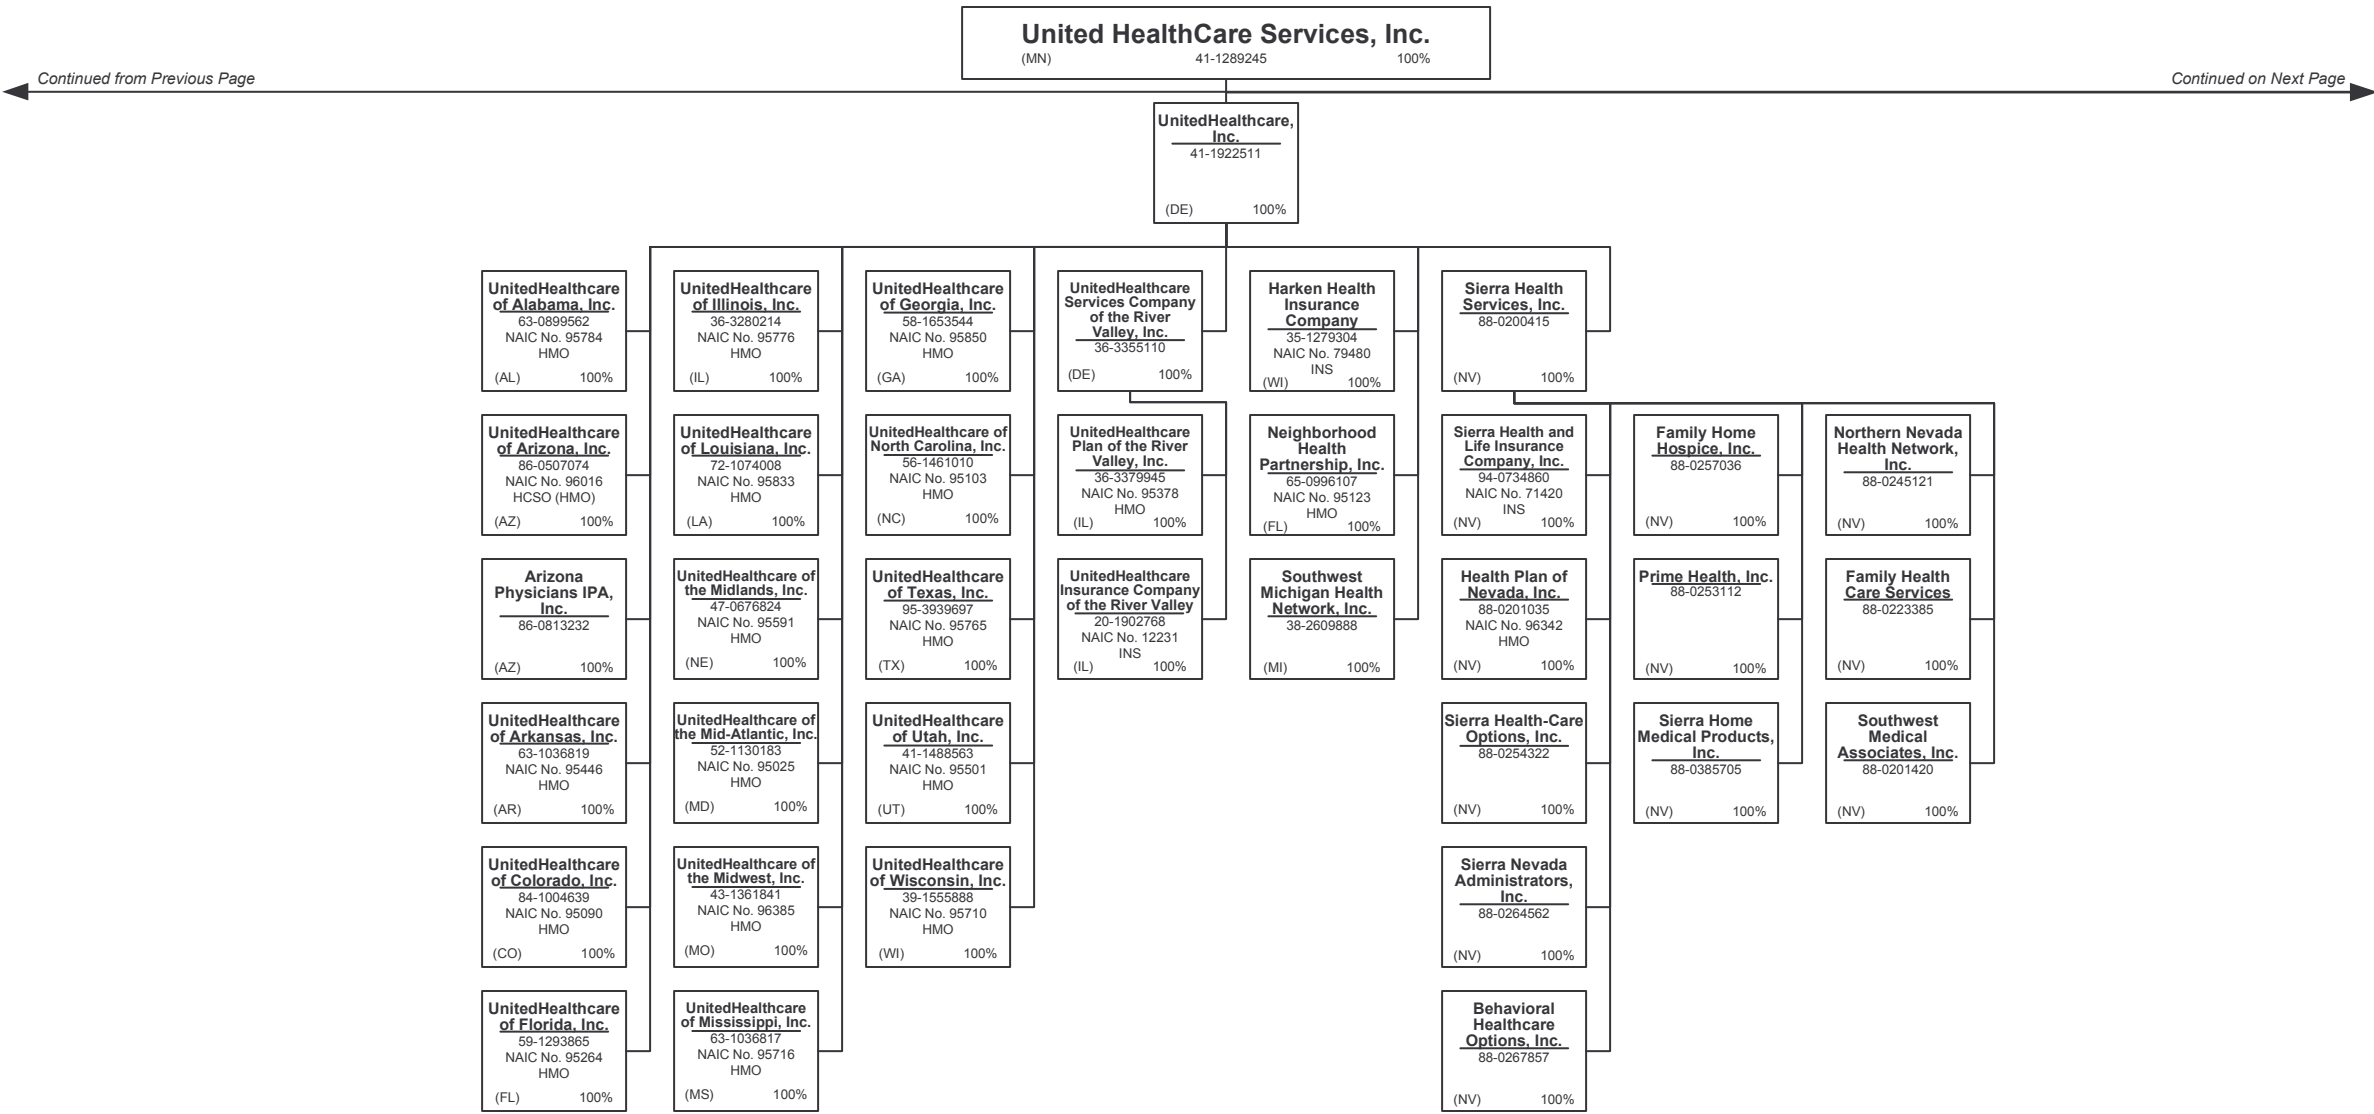 United HealthCare Services, Inc.
(MN) 41-1289245 100%
Continued from Previous Page
Continued on Next Page
UnitedHealthcare,
Inc.
41-1922511
(DE) 100%
UnitedHealthcare
of Alabama, Inc.
63-0899562
NAIC No. 95784
HMO
(AL) 100%
UnitedHealthcare
of Arizona, Inc.
86-0507074
NAIC No. 96016
HCSO (HMO)
(AZ) 100%
Arizona
Physicians IPA,
Inc.
86-0813232
(AZ) 100%
UnitedHealthcare
of Arkansas, Inc.
63-1036819
NAIC No. 95446
HMO
(AR) 100%
UnitedHealthcare
of Colorado, Inc.
84-1004639
NAIC No. 95090
HMO
(CO) 100%
UnitedHealthcare
of Florida, Inc.
59-1293865
NAIC No. 95264
HMO
(FL) 100%
UnitedHealthcare
of Illinois, Inc.
36-3280214
NAIC No. 95776
HMO
(IL) 100%
UnitedHealthcare
of Louisiana, Inc.
72-1074008
NAIC No. 95833
HMO
(LA) 100%
UnitedHealthcare of
the Midlands, Inc.
47-0676824
NAIC No. 95591
HMO
(NE) 100%
UnitedHealthcare of
the Mid-Atlantic, Inc.
52-1130183
NAIC No. 95025
HMO
(MD) 100%
UnitedHealthcare of
the Midwest, Inc.
43-1361841
NAIC No. 96385
HMO
(MO) 100%
UnitedHealthcare
of Mississippi, Inc.
63-1036817
NAIC No. 95716
HMO
(MS) 100%
UnitedHealthcare
of Georgia, Inc.
58-1653544
NAIC No. 95850
HMO
(GA) 100%
UnitedHealthcare of
North Carolina, Inc.
56-1461010
NAIC No. 95103
HMO
(NC) 100%
UnitedHealthcare
of Texas, Inc.
95-3939697
NAIC No. 95765
HMO
(TX) 100%
UnitedHealthcare
of Utah, Inc.
41-1488563
NAIC No. 95501
HMO
(UT) 100%
UnitedHealthcare
of Wisconsin, Inc.
39-1555888
NAIC No. 95710
HMO
(WI) 100%
UnitedHealthcare
Services Company
of the River
Valley, Inc.
36-3355110
(DE) 100%
UnitedHealthcare
Plan of the River
Valley, Inc.
36-3379945
NAIC No. 95378
HMO
(IL) 100%
UnitedHealthcare
Insurance Company
of the River Valley
20-1902768
NAIC No. 12231
INS
(IL) 100%
Harken Health
Insurance
Company
35-1279304
NAIC No. 79480
INS
(WI) 100%
Neighborhood
Health
Partnership, Inc.
65-0996107
NAIC No. 95123
HMO
(FL) 100%
Southwest
Michigan Health
Network, Inc.
38-2609888
(MI) 100%
Sierra Health
Services, Inc.
88-0200415
(NV) 100%
Sierra Health and
Life Insurance
Company, Inc.
94-0734860
NAIC No. 71420
INS
(NV) 100%
Health Plan of
Nevada, Inc.
88-0201035
NAIC No. 96342
HMO
(NV) 100%
Sierra Health-Care
Options, Inc.
88-0254322
(NV) 100%
Sierra Nevada
Administrators,
Inc.
88-0264562
(NV) 100%
Behavioral
Healthcare
Options, Inc.
88-0267857
(NV) 100%
Family Home
Hospice, Inc.
88-0257036
(NV) 100%
Prime Health, Inc.
88-0253112
(NV) 100%
Sierra Home
Medical Products,
Inc.
88-0385705
(NV) 100%
Northern Nevada
Health Network,
Inc.
88-0245121
(NV) 100%
Family Health
Care Services
88-0223385
(NV) 100%
Southwest
Medical
Associates, Inc.
88-0201420
(NV) 100%